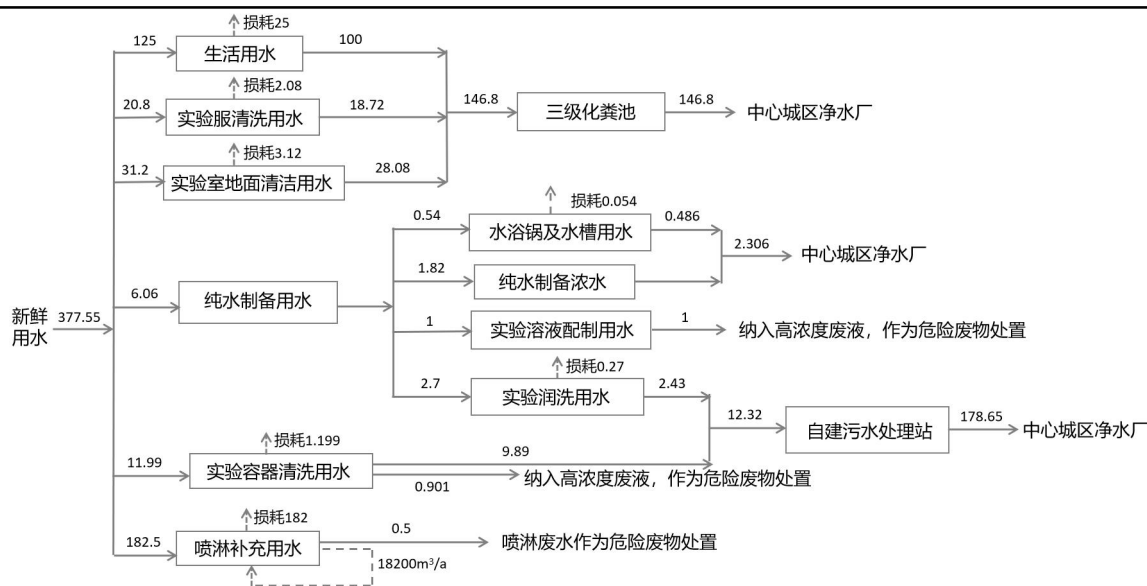 损耗25
125
生活用水
100
损耗2.08
20.8
实验服清洗用水
18.72
146.8
三级化粪池
146.8
中心城区净水厂
损耗3.12
31.2
实验室地面清洁用水
28.08
损耗0.054
0.54
水浴锅及水槽用水
0.486
2.306
中心城区净水厂
1.82
纯水制备浓水
6.06
纯水制备用水
新鲜
用水
377.55
1
实验溶液配制用水
1
纳入高浓度废液，作为危险废物处置
损耗0.27
2.7
实验润洗用水
2.43
12.32
自建污水处理站
178.65
中心城区净水厂
损耗1.199
11.99
实验容器清洗用水
9.89
0.901
纳入高浓度废液，作为危险废物处置
损耗182
182.5
喷淋补充用水
0.5
喷淋废水作为危险废物处置
18200m³/a